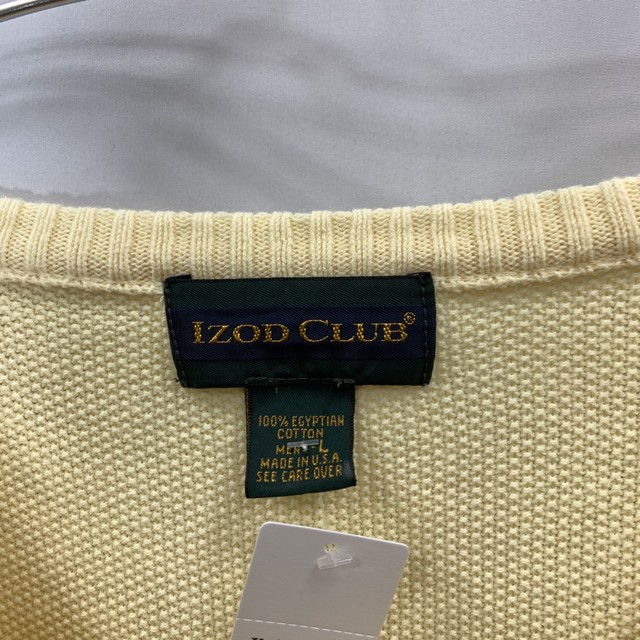 IZOD CLUB®
100% EGYPTIAN
COTTON
MEN L
MADE IN U.S.A.
SEE CARE OVER